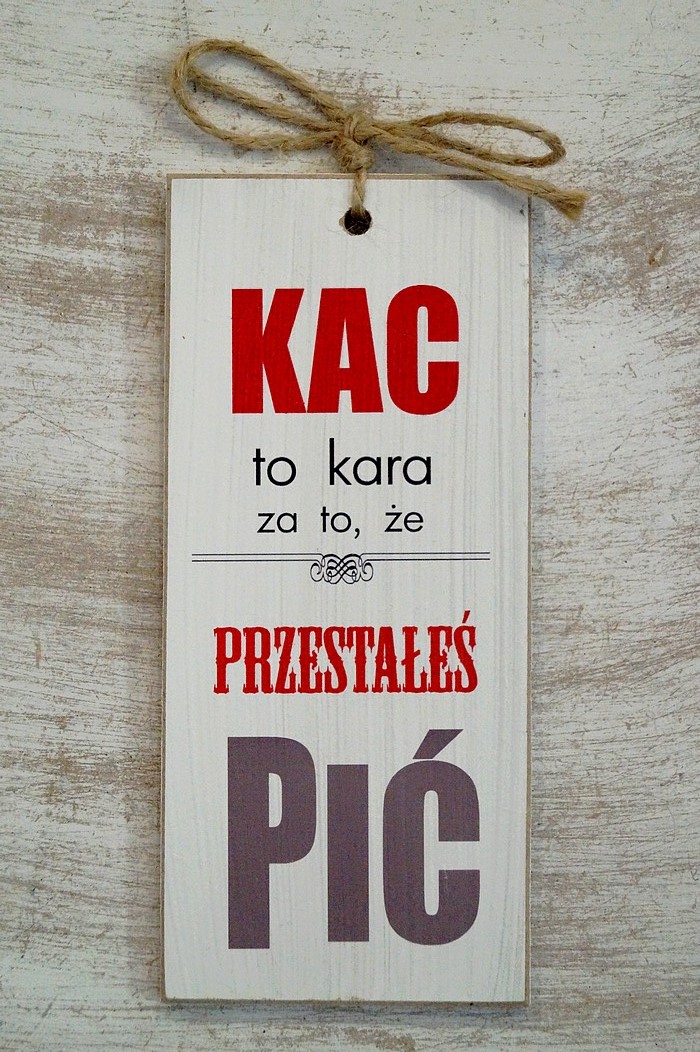 KAC
to kara
za to, że
PRZESTAŁEŚ
PIĆ